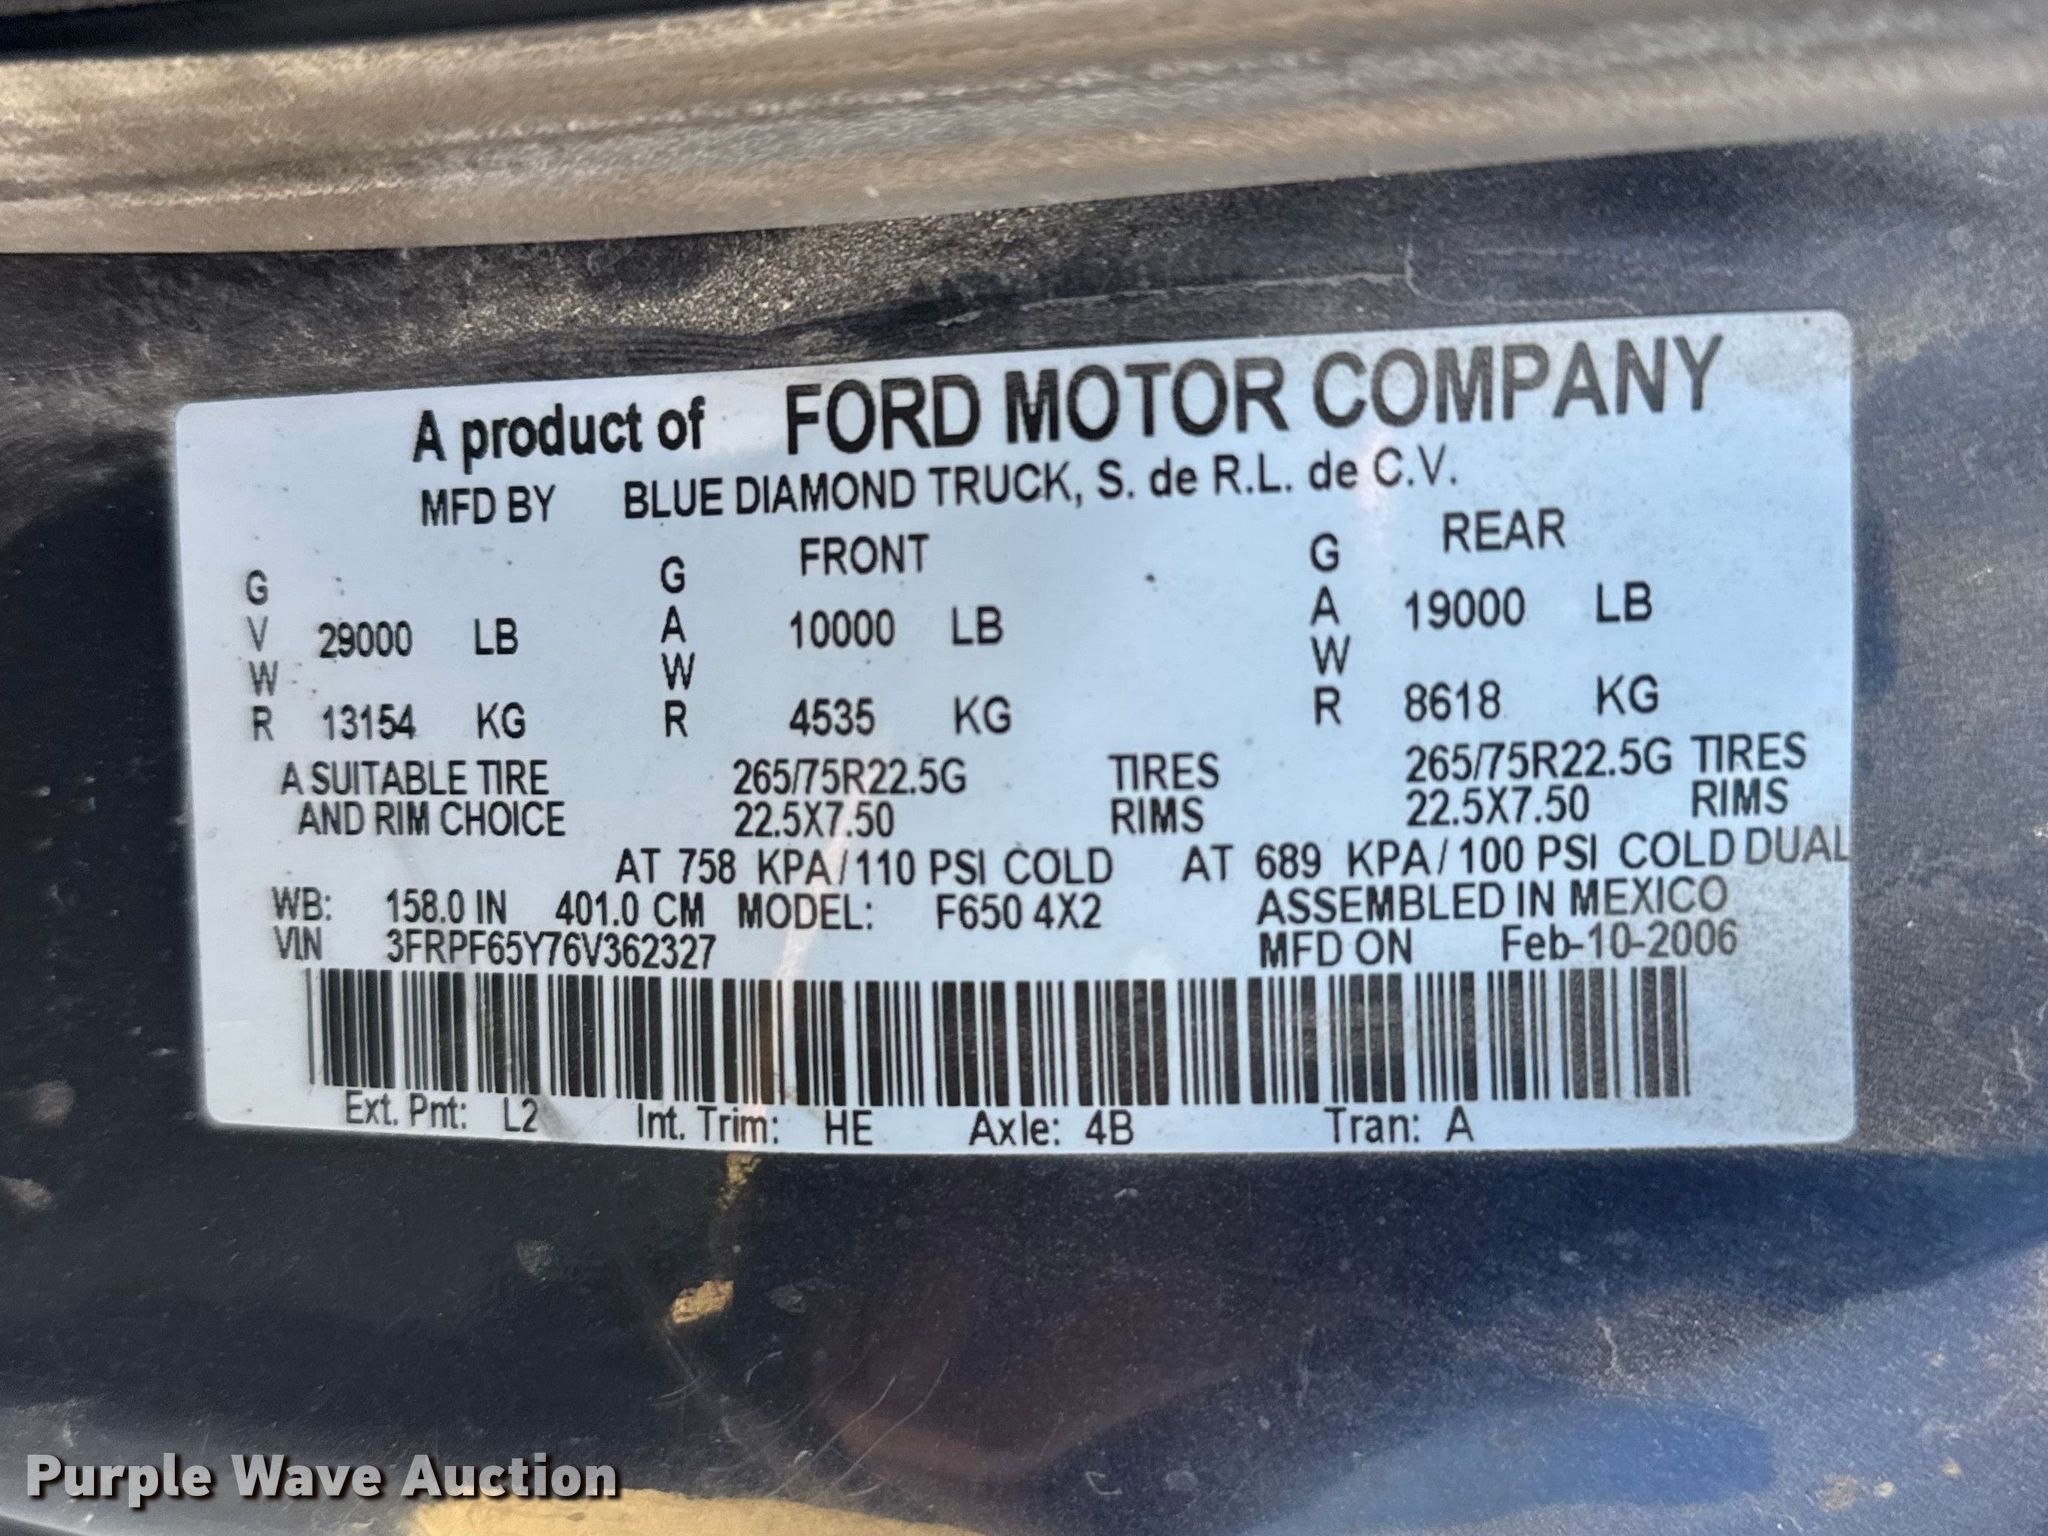 A product of FORD MOTOR COMPANY
MFD BY BLUE DIAMOND TRUCK, S. de R.L. de C.V.
GVWR 29000 LB 13154 KG
FRONT GAWR 10000 LB 4535 KG
REAR GAWR 19000 LB 8618 KG
A SUITABLE TIRE 265/75R22.5G TIRES 265/75R22.5G TIRES
AND RIM CHOICE 22.5X7.50 RIMS 22.5X7.50 RIMS
AT 758 KPA/110 PSI COLD AT 689 KPA/100 PSI COLD DUAL
WB: 158.0 IN 401.0 CM MODEL: F650 4X2 ASSEMBLED IN MEXICO
VIN 3FRPF65Y76V362327 MFD ON Feb-10-2006
Ext. Pnt: L2 Int. Trim: HE Axle: 4B Tran: A
Purple Wave Auction